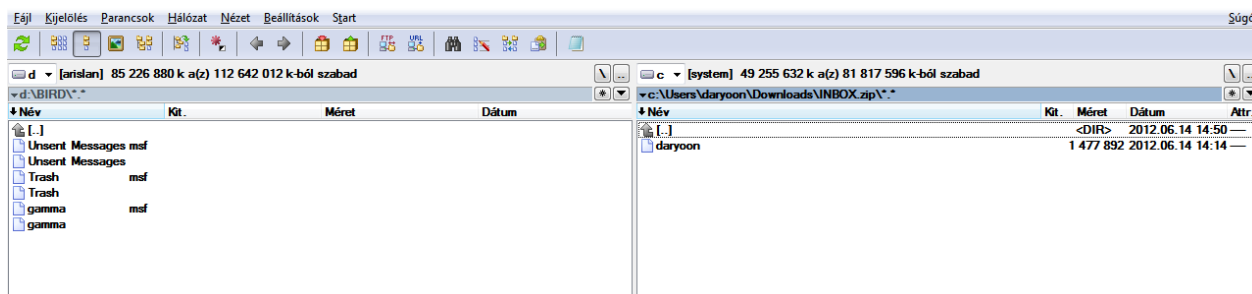 Fájl Kijelölés Parancsok Hálózat Nézet Beállítások Start Súgó
FTP URL
d [arislan] 85 226 880 k a(z) 112 642 012 k-ból szabad \ ..
d:\BIRD\*.* *
Név Kit. Méret Dátum
[..]
Unsent Messages msf
Unsent Messages
Trash msf
Trash
gamma msf
gamma
c [system] 49 255 632 k a(z) 81 817 596 k-ból szabad \ ..
c:\Users\daryoon\Downloads\INBOX.zip\*.* *
Név Kit. Méret Dátum Attr.
[..] <DIR> 2012.06.14 14:50 —
daryoon 1 477 892 2012.06.14 14:14 —